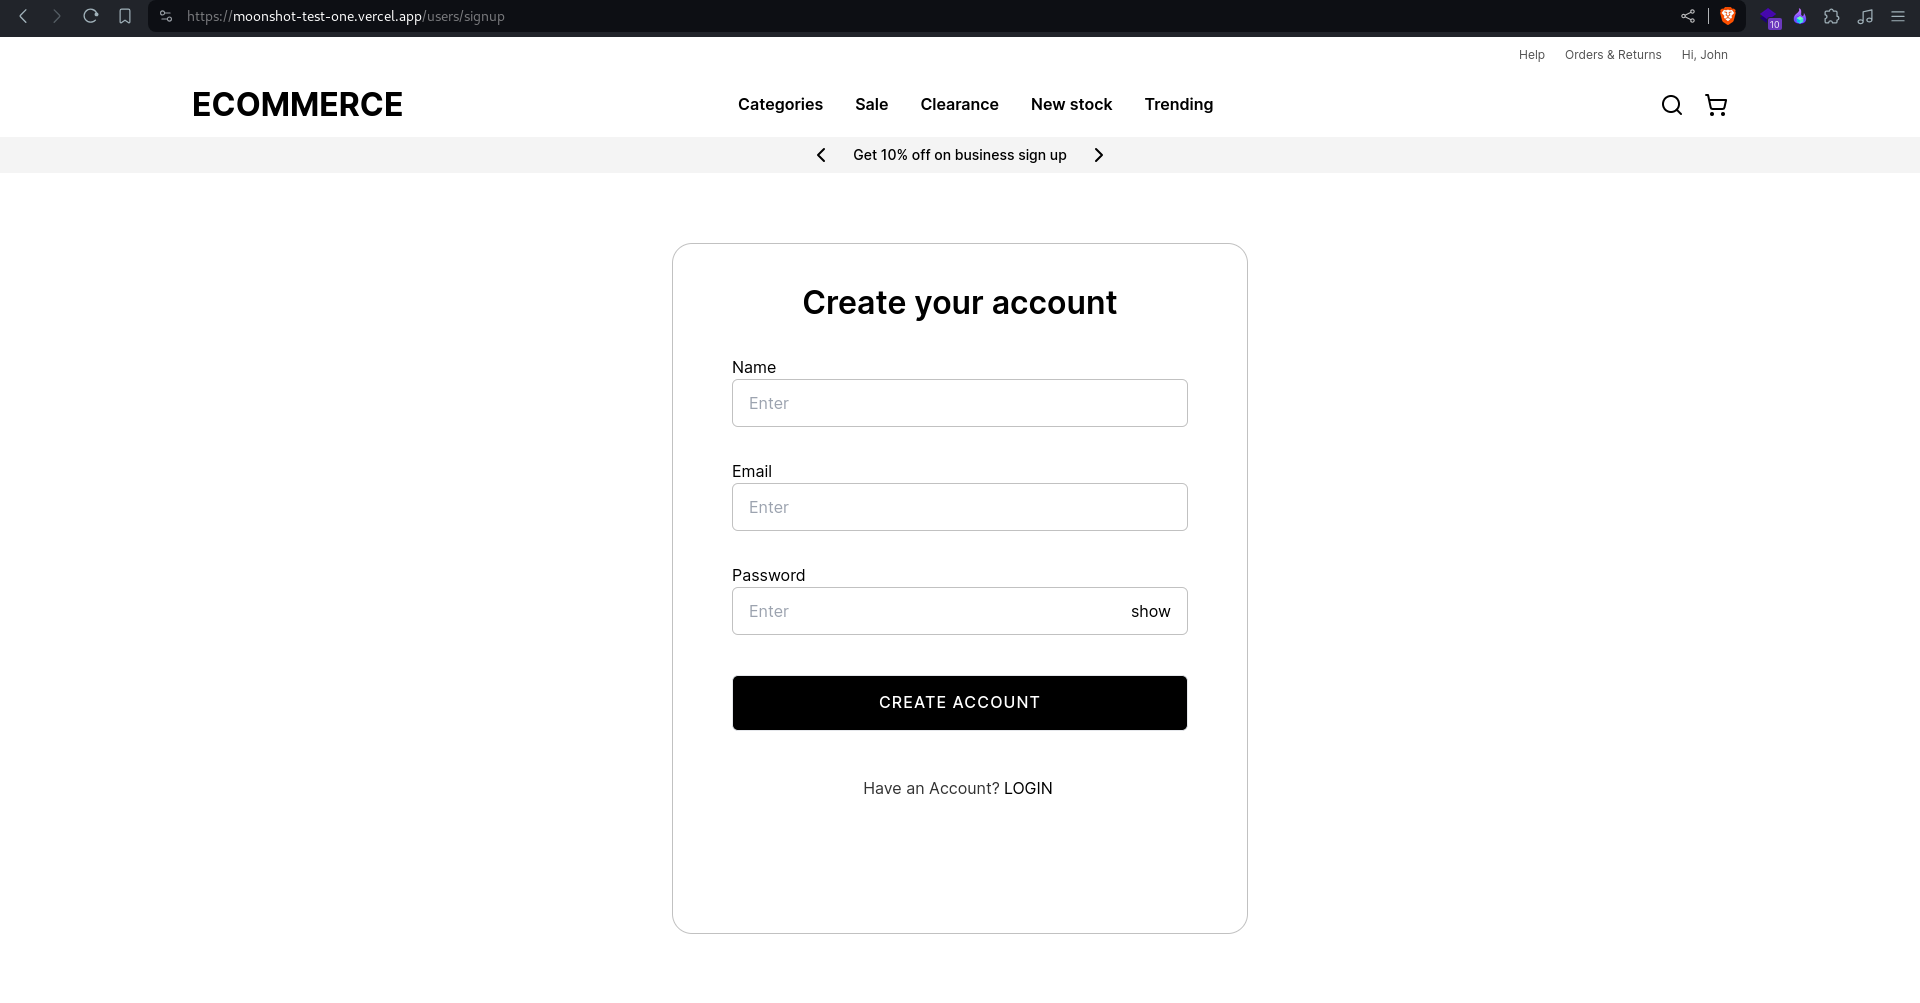 https://moonshot-test-one.vercel.app/users/signup
10
Help Orders & Returns Hi, John
ECOMMERCE Categories Sale Clearance New stock Trending
Get 10% off on business sign up
Create your account
Name
Enter
Email
Enter
Password
Enter show
CREATE ACCOUNT
Have an Account? LOGIN